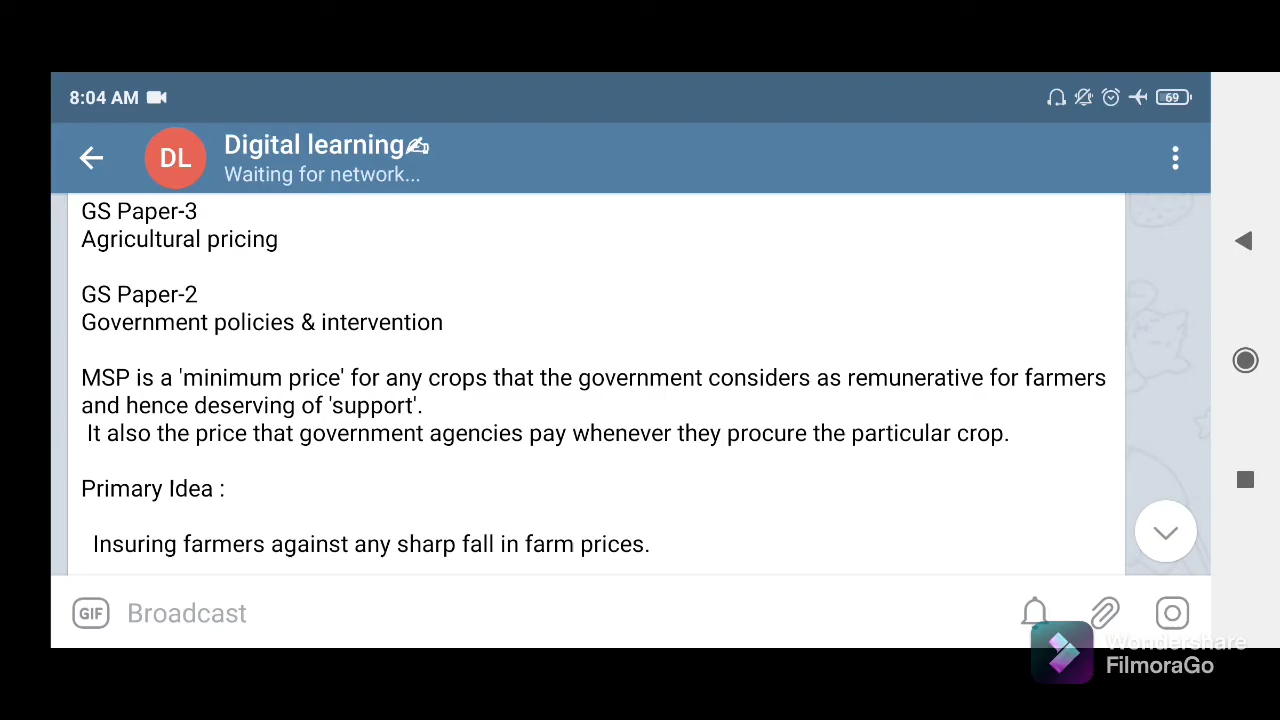 8:04 AM
69
DL
Digital learning✍
Waiting for network...
GS Paper-3
Agricultural pricing
GS Paper-2
Government policies & intervention
MSP is a 'minimum price' for any crops that the government considers as remunerative for farmers
and hence deserving of 'support'.
It also the price that government agencies pay whenever they procure the particular crop.
Primary Idea :
Insuring farmers against any sharp fall in farm prices.
GIF
Broadcast
Wondershare
FilmoraGo